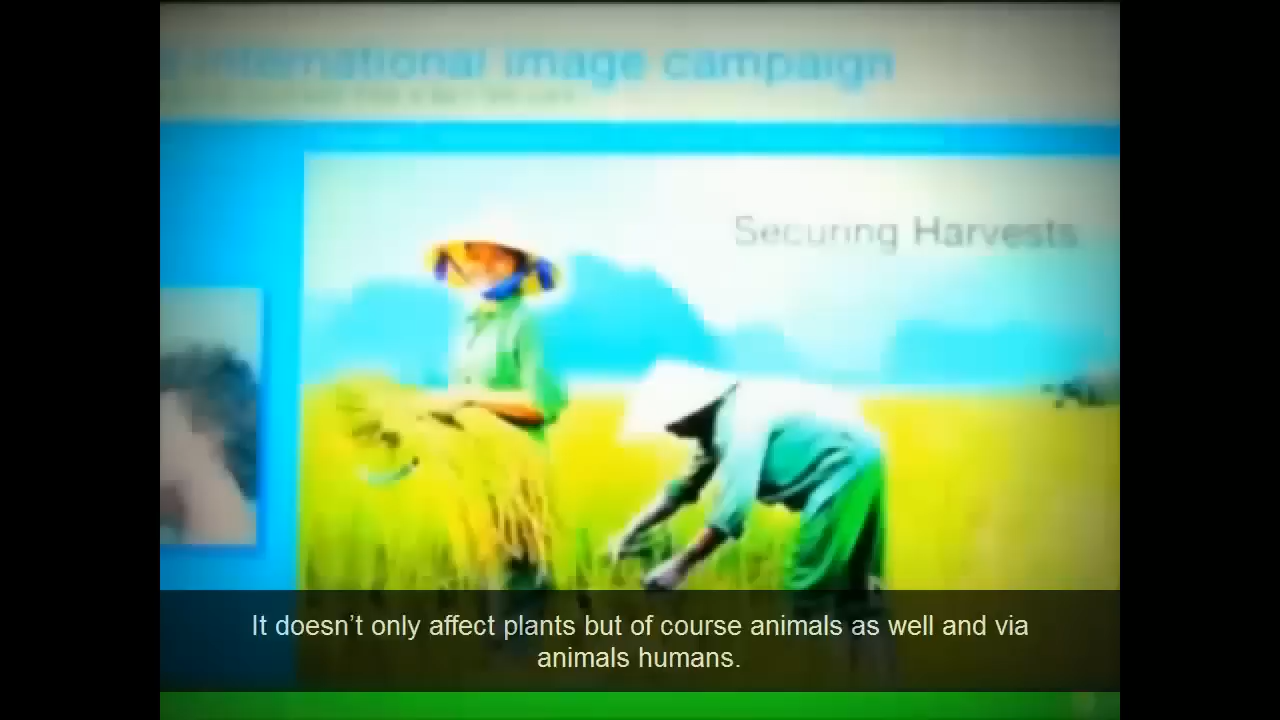 international image campaign
Securing Harvests
It doesn't only affect plants but of course animals as well and via
animals humans.